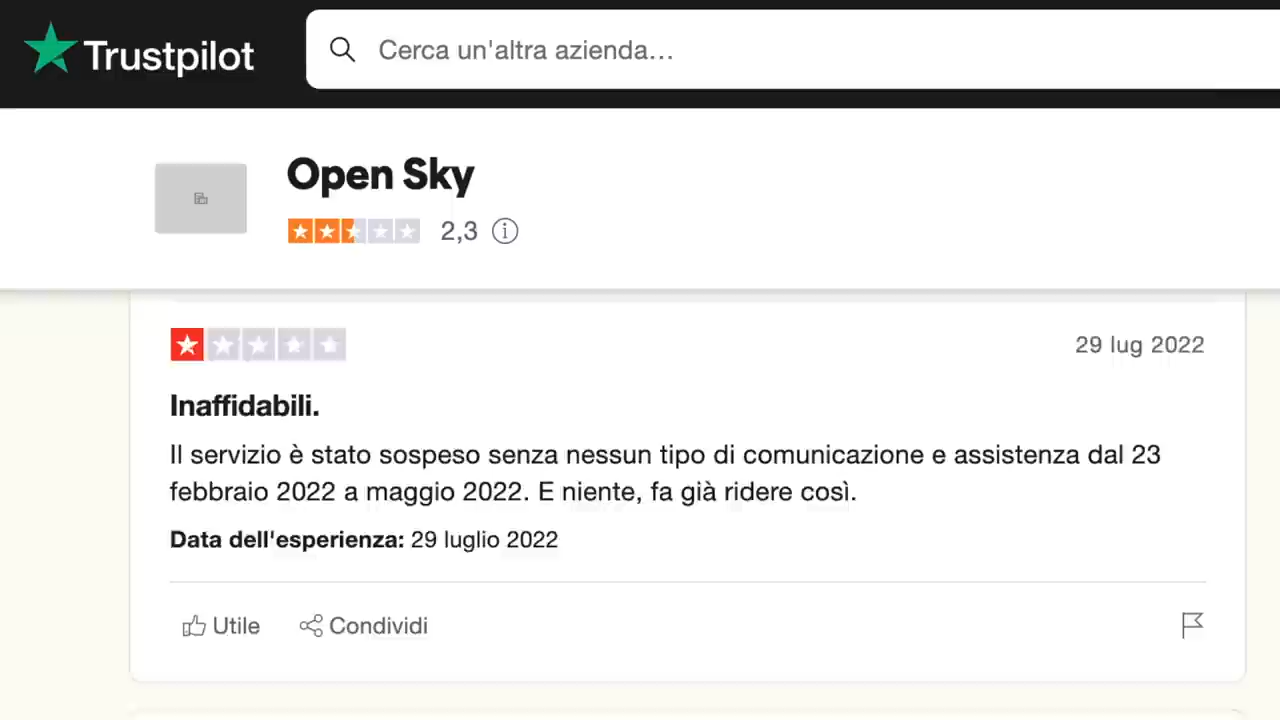 Trustpilot
Cerca un'altra azienda...
Open Sky
2,3
29 lug 2022
Inaffidabili.
Il servizio è stato sospeso senza nessun tipo di comunicazione e assistenza dal 23
febbraio 2022 a maggio 2022. E niente, fa già ridere così.
Data dell'esperienza: 29 luglio 2022
Utile
Condividi